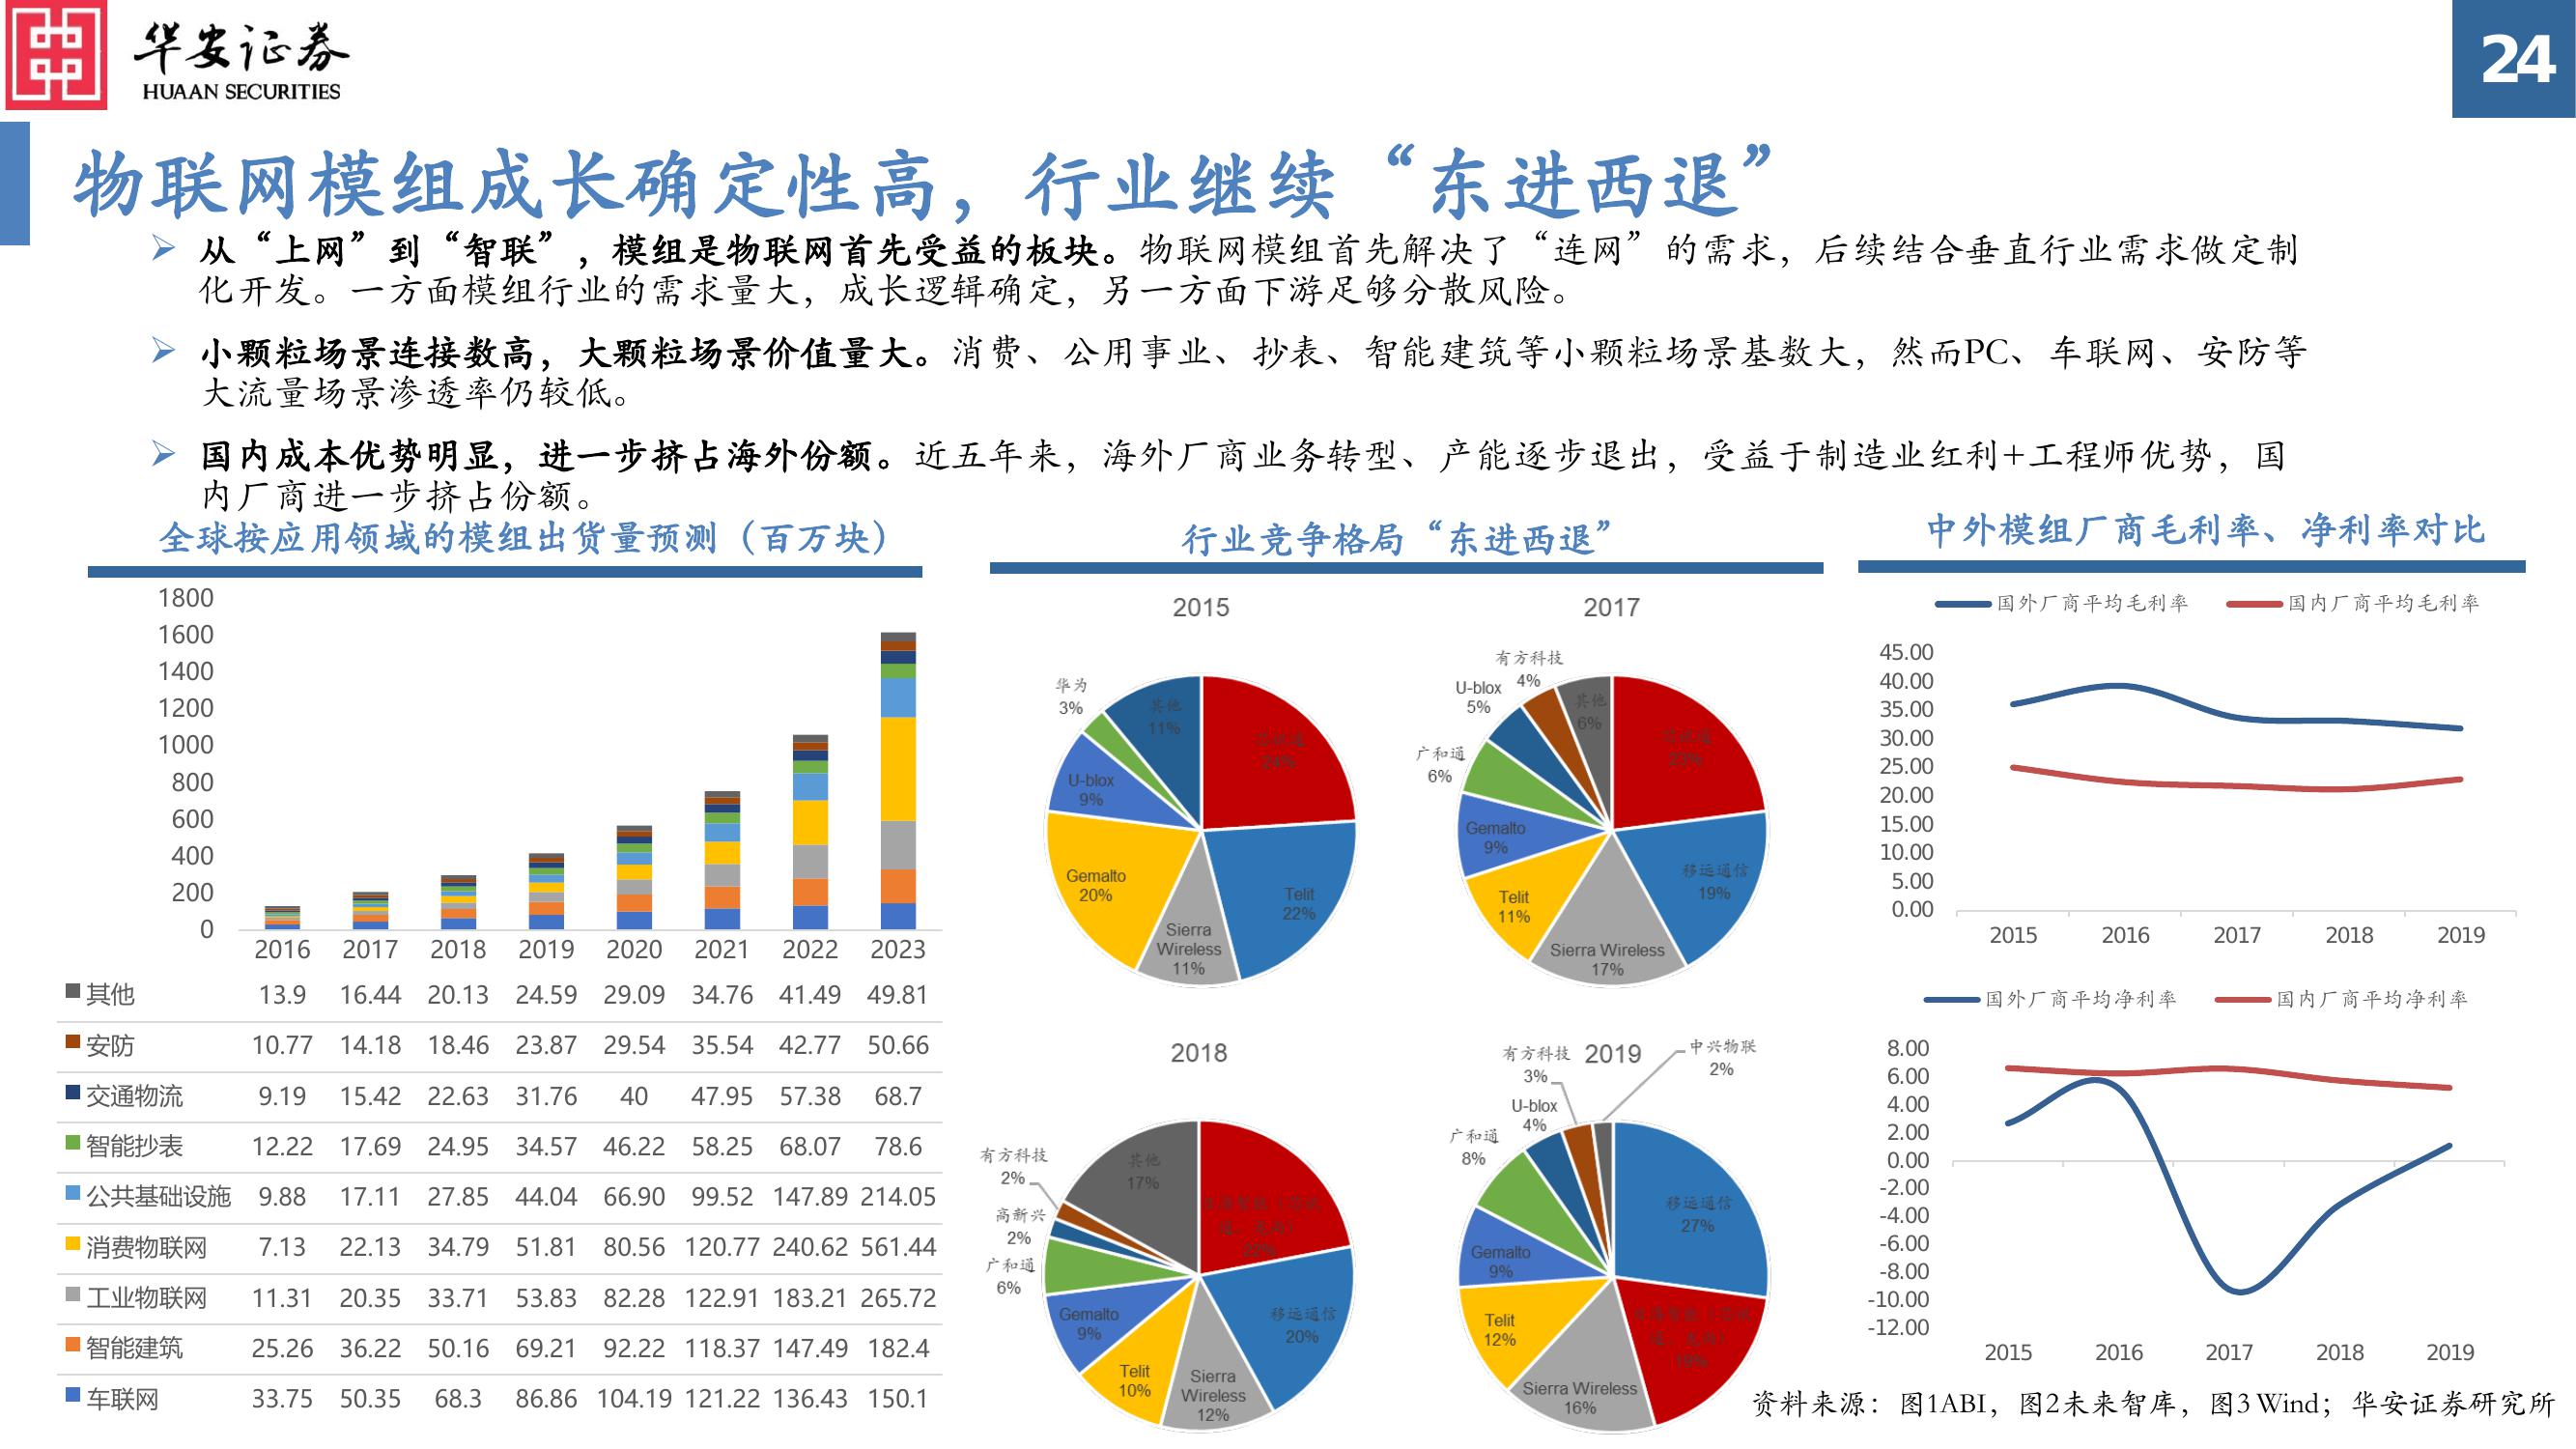 华安证券
HUAAN SECURITIES
24
物联网模组成长确定性高，行业继续“东进西退”
从“上网”到“智联”，模组是物联网首先受益的板块。物联网模组首先解决了“连网”的需求，后续结合垂直行业需求做定制
化开发。一方面模组行业的需求量大，成长逻辑确定，另一方面下游足够分散风险。
小颗粒场景连接数高，大颗粒场景价值量大。消费、公用事业、抄表、智能建筑等小颗粒场景基数大，然而PC、车联网、安防等
大流量场景渗透率仍较低。
国内成本优势明显，进一步挤占海外份额。近五年来，海外厂商业务转型、产能逐步退出，受益于制造业红利+工程师优势，国
内厂商进一步挤占份额。
全球按应用领域的模组出货量预测（百万块）
1800
1600
1400
1200
1000
800
600
400
200
0
2016 2017 2018 2019 2020 2021 2022 2023
其他 13.9 16.44 20.13 24.59 29.09 34.76 41.49 49.81
安防 10.77 14.18 18.46 23.87 29.54 35.54 42.77 50.66
交通物流 9.19 15.42 22.63 31.76 40 47.95 57.38 68.7
智能抄表 12.22 17.69 24.95 34.57 46.22 58.25 68.07 78.6
公共基础设施 9.88 17.11 27.85 44.04 66.90 99.52 147.89 214.05
消费物联网 7.13 22.13 34.79 51.81 80.56 120.77 240.62 561.44
工业物联网 11.31 20.35 33.71 53.83 82.28 122.91 183.21 265.72
智能建筑 25.26 36.22 50.16 69.21 92.22 118.37 147.49 182.4
车联网 33.75 50.35 68.3 86.86 104.19 121.22 136.43 150.1
行业竞争格局“东进西退”
2015
华为
3%
其他
11%
24%
U-blox
9%
Gemalto
20%
Telit
22%
Sierra
Wireless
11%
2017
有方科技
4%
U-blox
5%
其他
6%
23%
广和通
6%
Gemalto
9%
移远通信
19%
Telit
11%
Sierra Wireless
17%
2018
有方科技
2%
其他
17%
高新兴
2%
22%
广和通
6%
Gemalto
9%
移远通信
20%
Telit
10%
Sierra
Wireless
12%
2019
有方科技
3%
中兴物联
2%
U-blox
4%
广和通
8%
移远通信
27%
Gemalto
9%
Telit
12%
19%
Sierra Wireless
16%
中外模组厂商毛利率、净利率对比
国外厂商平均毛利率 国内厂商平均毛利率
45.00
40.00
35.00
30.00
25.00
20.00
15.00
10.00
5.00
0.00
2015 2016 2017 2018 2019
国外厂商平均净利率 国内厂商平均净利率
8.00
6.00
4.00
2.00
0.00
-2.00
-4.00
-6.00
-8.00
-10.00
-12.00
2015 2016 2017 2018 2019
资料来源：图1ABI，图2未来智库，图3 Wind；华安证券研究所